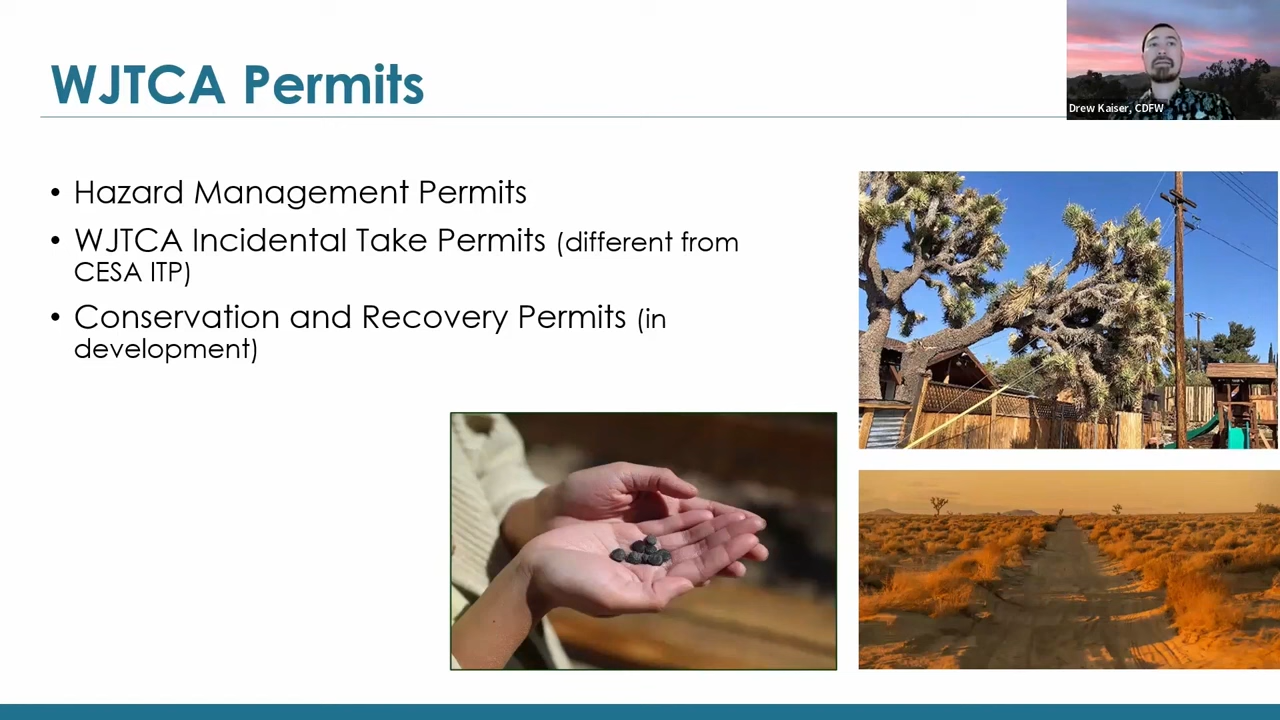 WJTCA Permits
Drew Kaiser, CDFW
• Hazard Management Permits
• WJTCA Incidental Take Permits (different from
CESA ITP)
• Conservation and Recovery Permits (in
development)